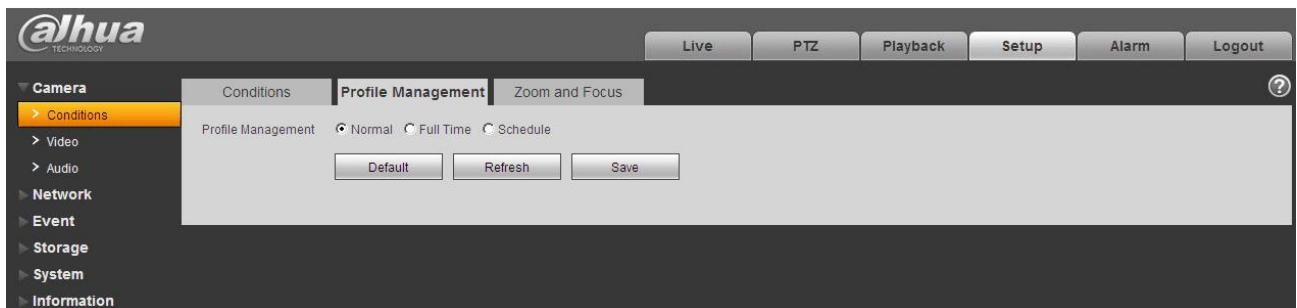 alhua
TECHNOLOGY
Live PTZ Playback Setup Alarm Logout
Camera
Conditions
Video
Audio
Network
Event
Storage
System
Information
Conditions Profile Management Zoom and Focus
?
Profile Management Normal Full Time Schedule
Default Refresh Save